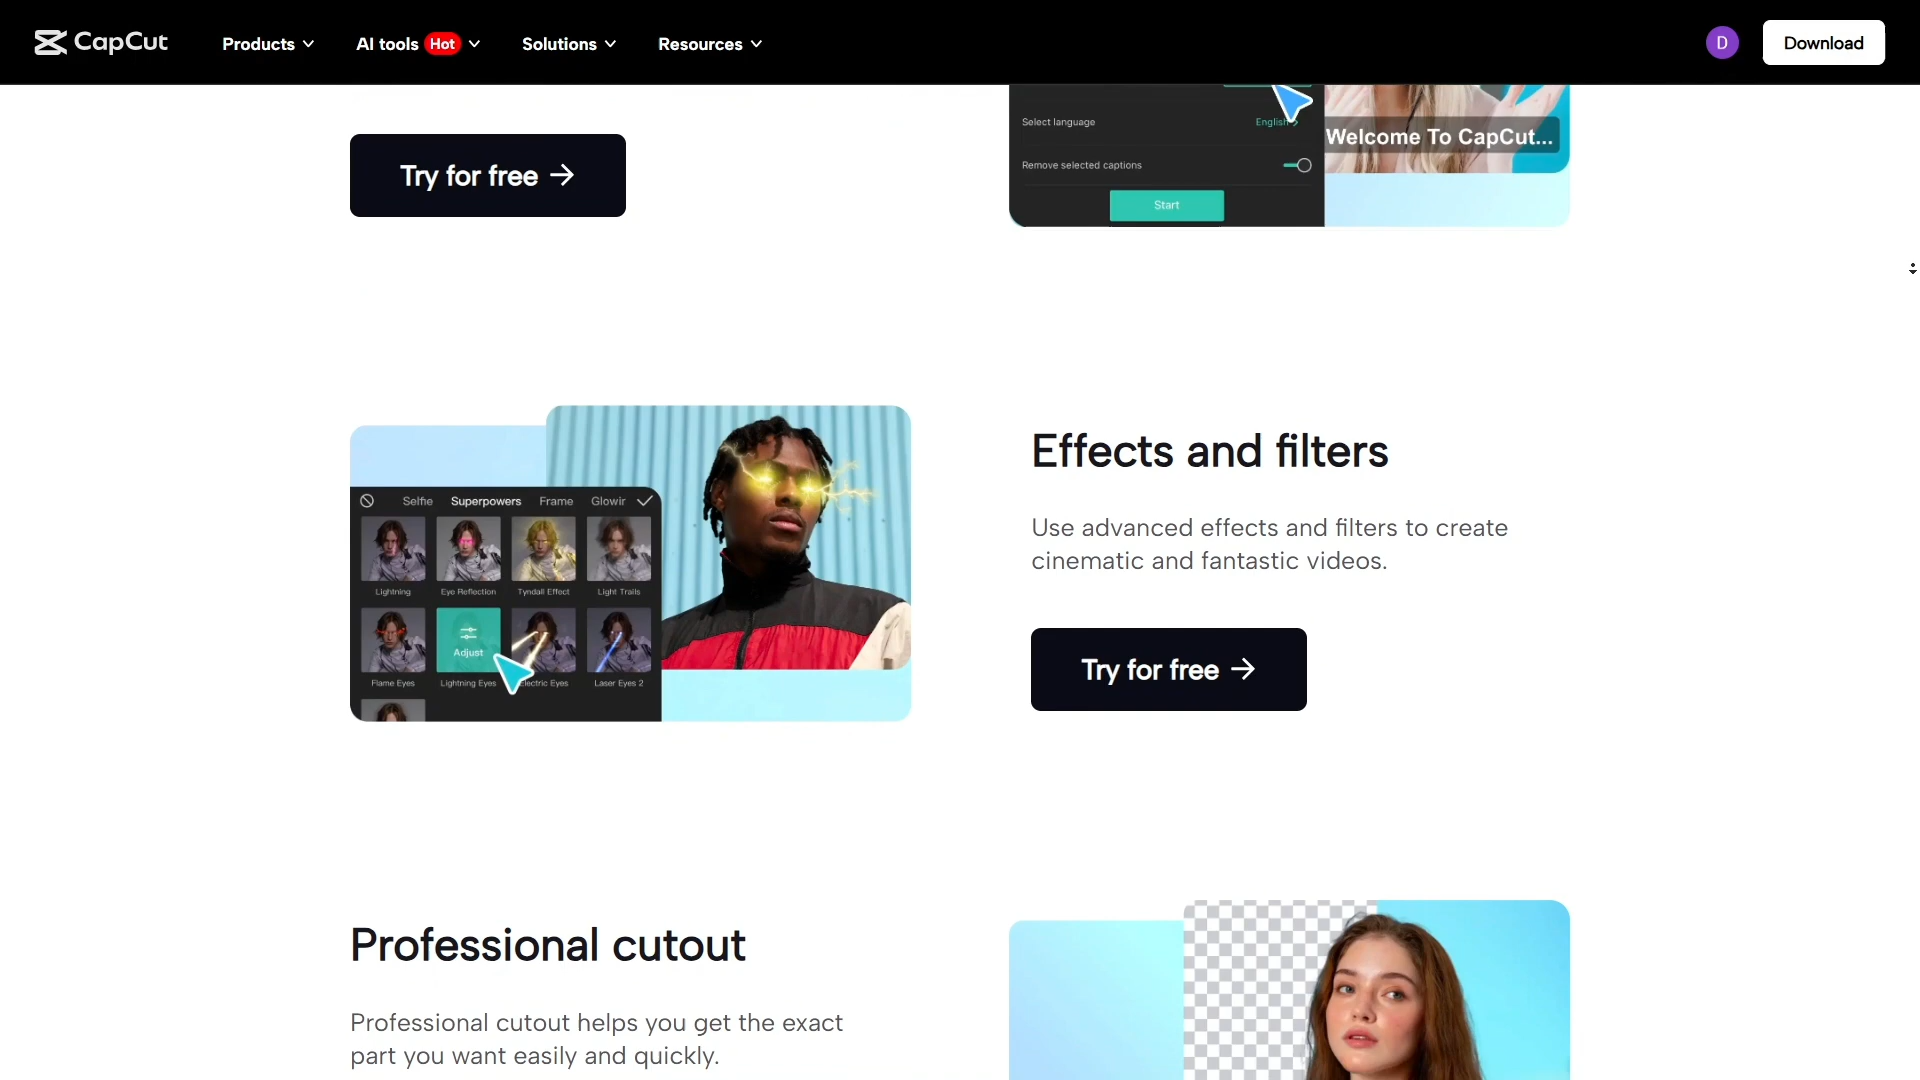 CapCut
Products
AI tools Hot
Solutions
Resources
D
Download
Try for free
Select language
English
Remove selected captions
Start
Welcome To CapCut...
Selfie Superpowers Frame Glowir
Lightning Eye Reflection Tyndall Effect Light Trails
Adjust
Flame Eyes Lightning Eyes Electric Eyes Laser Eyes 2
Effects and filters
Use advanced effects and filters to create
cinematic and fantastic videos.
Try for free
Professional cutout
Professional cutout helps you get the exact
part you want easily and quickly.